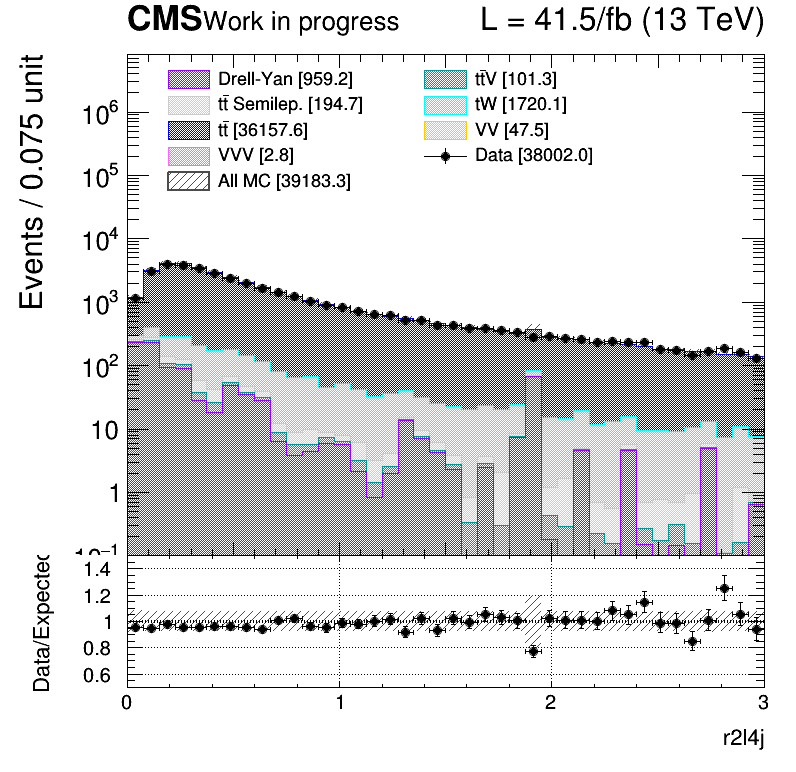 CMS Work in progress L = 41.5/fb (13 TeV)
Drell-Yan [959.2] tt̄V [101.3]
tt̄ Semilep. [194.7] tW [1720.1]
tt̄ [36157.6] VV [47.5]
VVV [2.8] Data [38002.0]
All MC [39183.3]
Events / 0.075 unit
10⁶
10⁵
10⁴
10³
10²
10
1
10⁻¹
Data/Expected
1.4
1.2
1
0.8
0.6
0 1 2 3
r2l4j